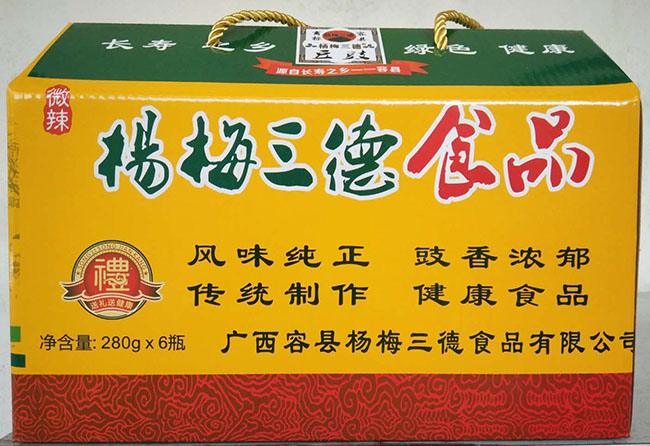 长寿之乡
绿色 健康
杨梅三德
豆豉
源自长寿之乡——容县
微辣
杨梅三德食品
禮
送礼送健康
风味纯正 豉香浓郁
传统制作 健康食品
净含量: 280g x 6瓶
广西容县杨梅三德食品有限公司